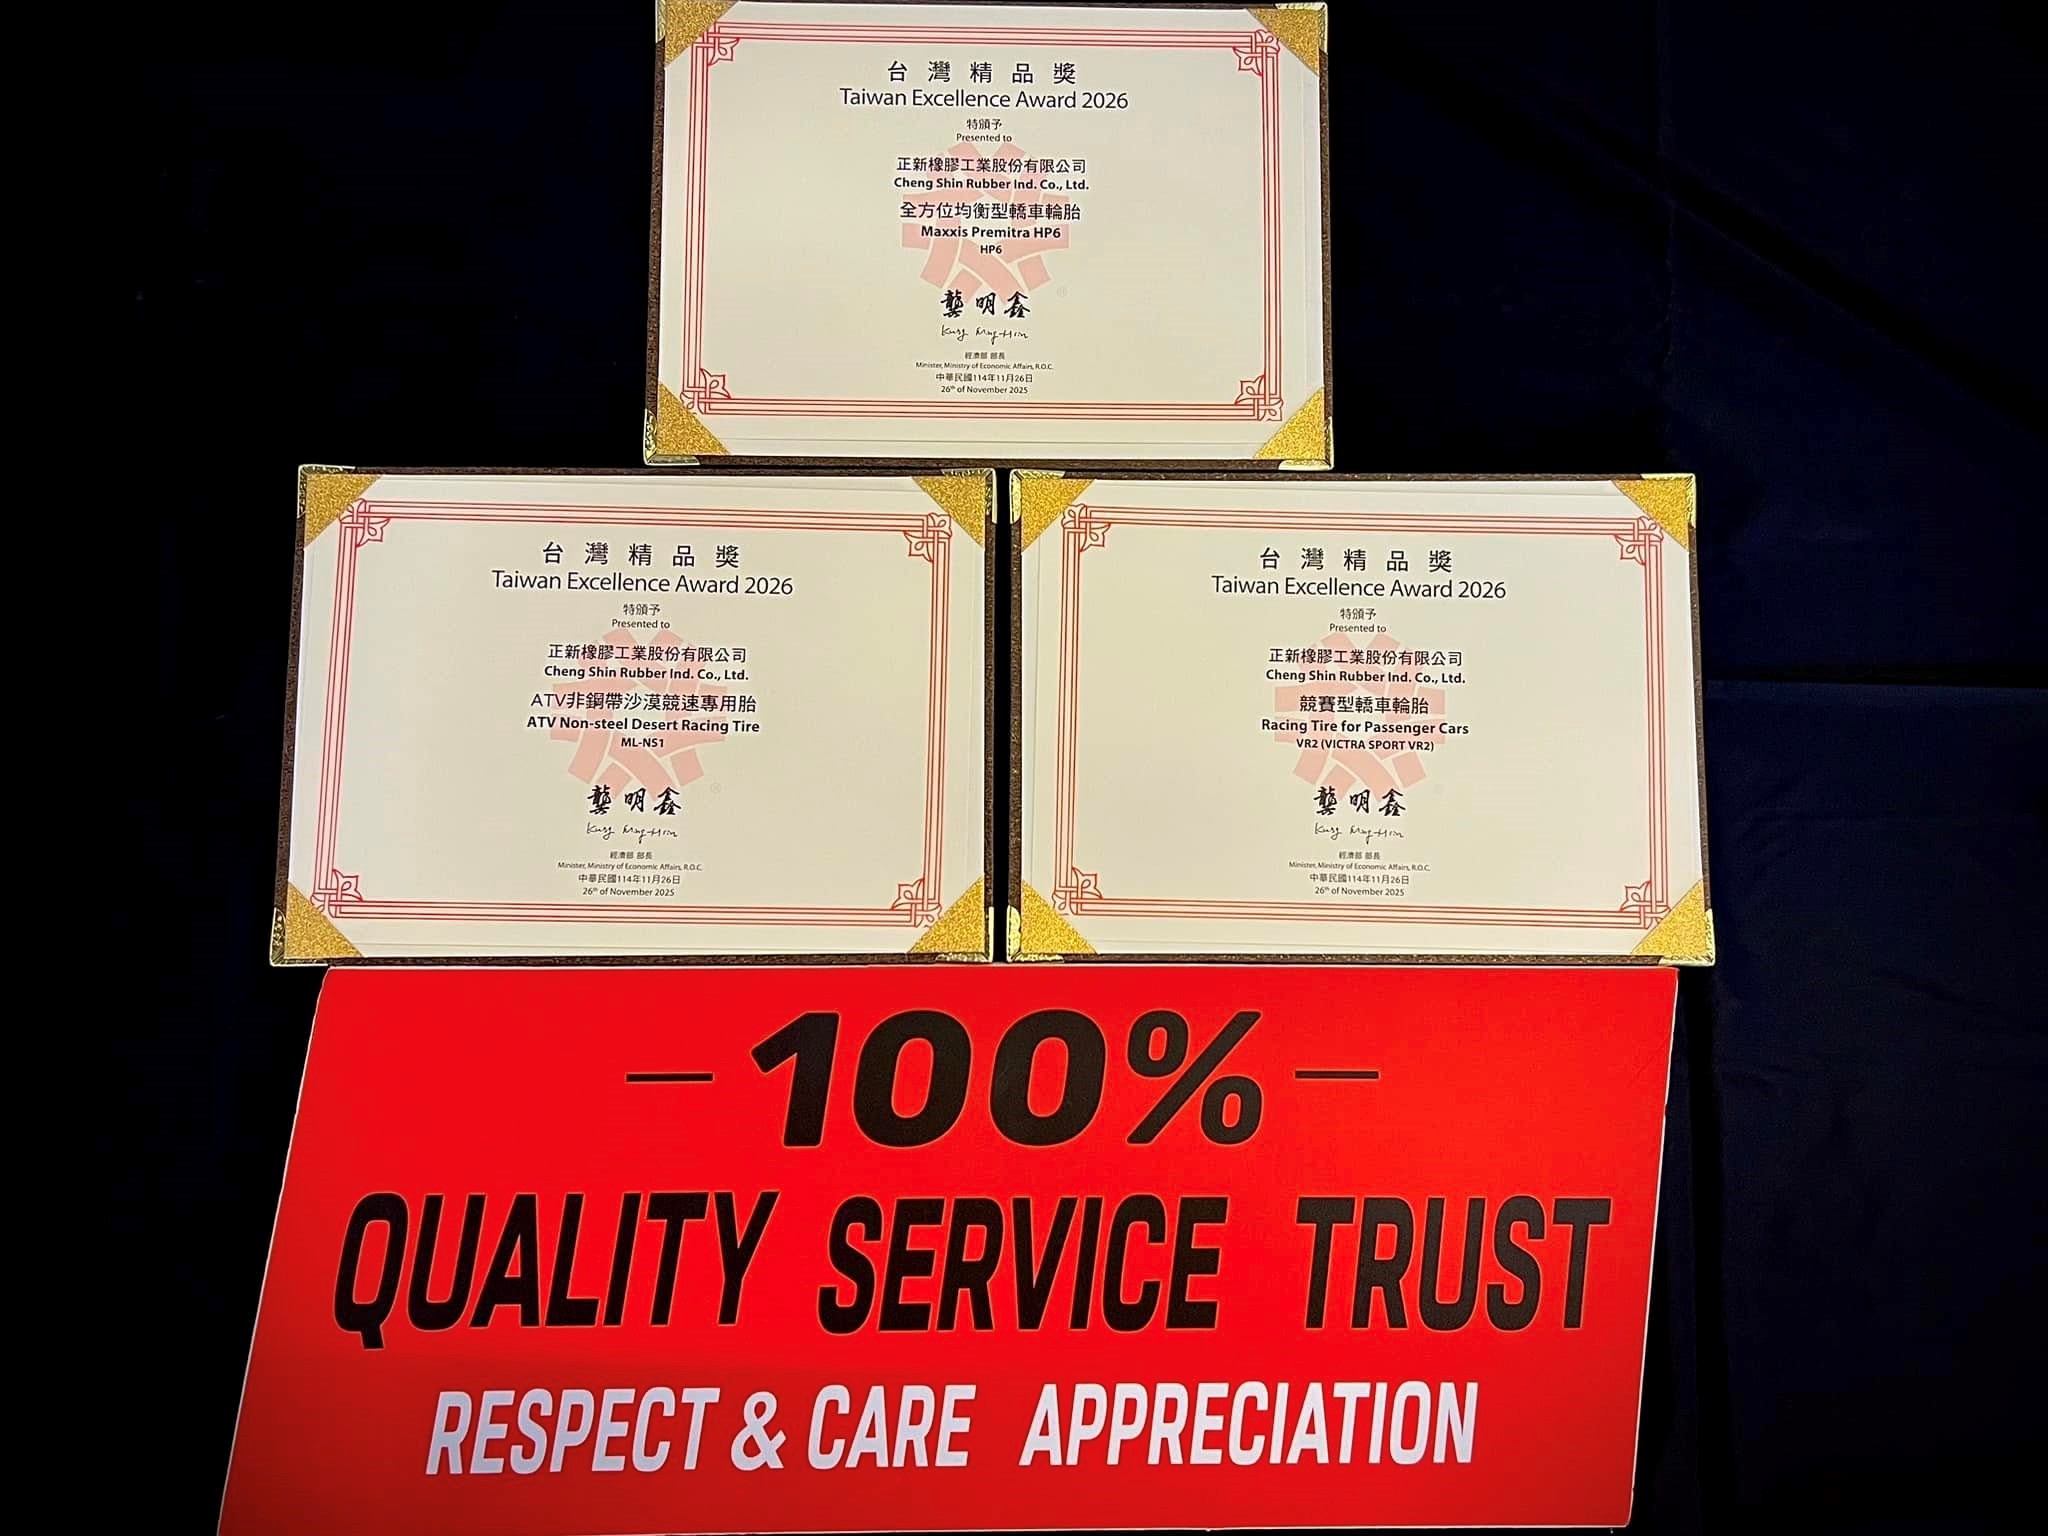 台灣精品獎
Taiwan Excellence Award 2026
特頒予
Presented to
正新橡膠工業股份有限公司
Cheng Shin Rubber Ind. Co., Ltd.
全方位均衡型轎車輪胎
Maxxis Premitra HP6
HP6
龔明鑫
Kung Ming-Hsin
經濟部 部長
Minister, Ministry of Economic Affairs, R.O.C.
中華民國114年11月26日
26th of November 2025
台灣精品獎
Taiwan Excellence Award 2026
特頒予
Presented to
正新橡膠工業股份有限公司
Cheng Shin Rubber Ind. Co., Ltd.
ATV非鋼帶沙漠競速專用胎
ATV Non-steel Desert Racing Tire
ML-NS1
龔明鑫
Kung Ming-Hsin
經濟部 部長
Minister, Ministry of Economic Affairs, R.O.C.
中華民國114年11月26日
26th of November 2025
台灣精品獎
Taiwan Excellence Award 2026
特頒予
Presented to
正新橡膠工業股份有限公司
Cheng Shin Rubber Ind. Co., Ltd.
競賽型轎車輪胎
Racing Tire for Passenger Cars
VR2 (VICTRA SPORT VR2)
龔明鑫
Kung Ming-Hsin
經濟部 部長
Minister, Ministry of Economic Affairs, R.O.C.
中華民國114年11月26日
26th of November 2025
—100%—
QUALITY SERVICE TRUST
RESPECT & CARE APPRECIATION